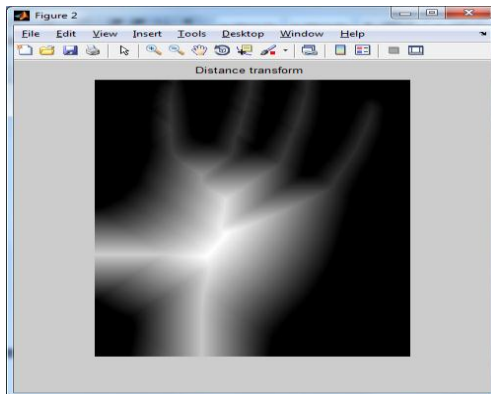 Figure 2
File Edit View Insert Tools Desktop Window Help
Distance transform